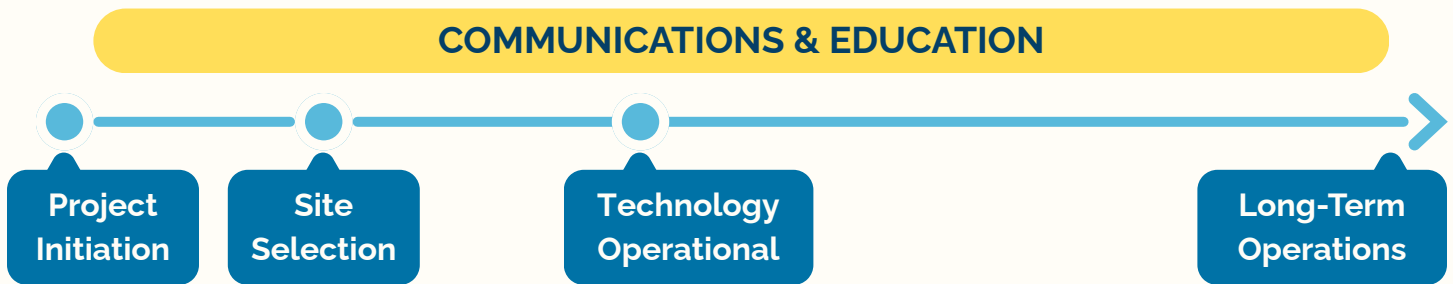 COMMUNICATIONS & EDUCATION
Project
Initiation
Site
Selection
Technology
Operational
Long-Term
Operations